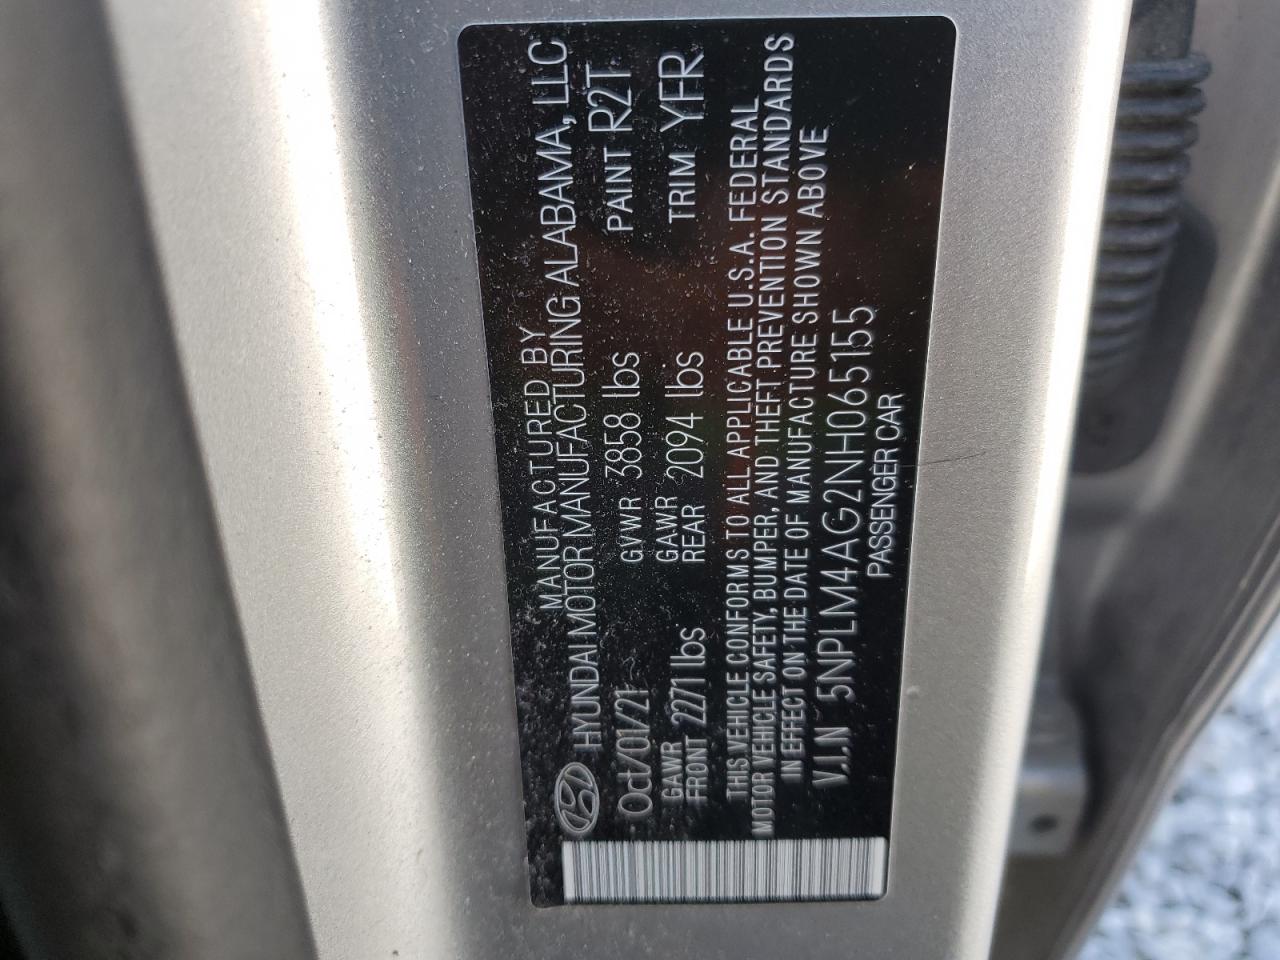 MANUFACTURED BY
HYUNDAI MOTOR MANUFACTURING ALABAMA, LLC
Oct/01/21 GVWR 3858 lbs PAINT R2T
GAWR FRONT 2271 lbs GAWR REAR 2094 lbs TRIM YFR
THIS VEHICLE CONFORMS TO ALL APPLICABLE U.S.A. FEDERAL
MOTOR VEHICLE SAFETY, BUMPER, AND THEFT PREVENTION STANDARDS
IN EFFECT ON THE DATE OF MANUFACTURE SHOWN ABOVE
V.I.N 5NPLM4AG2NH065155
PASSENGER CAR